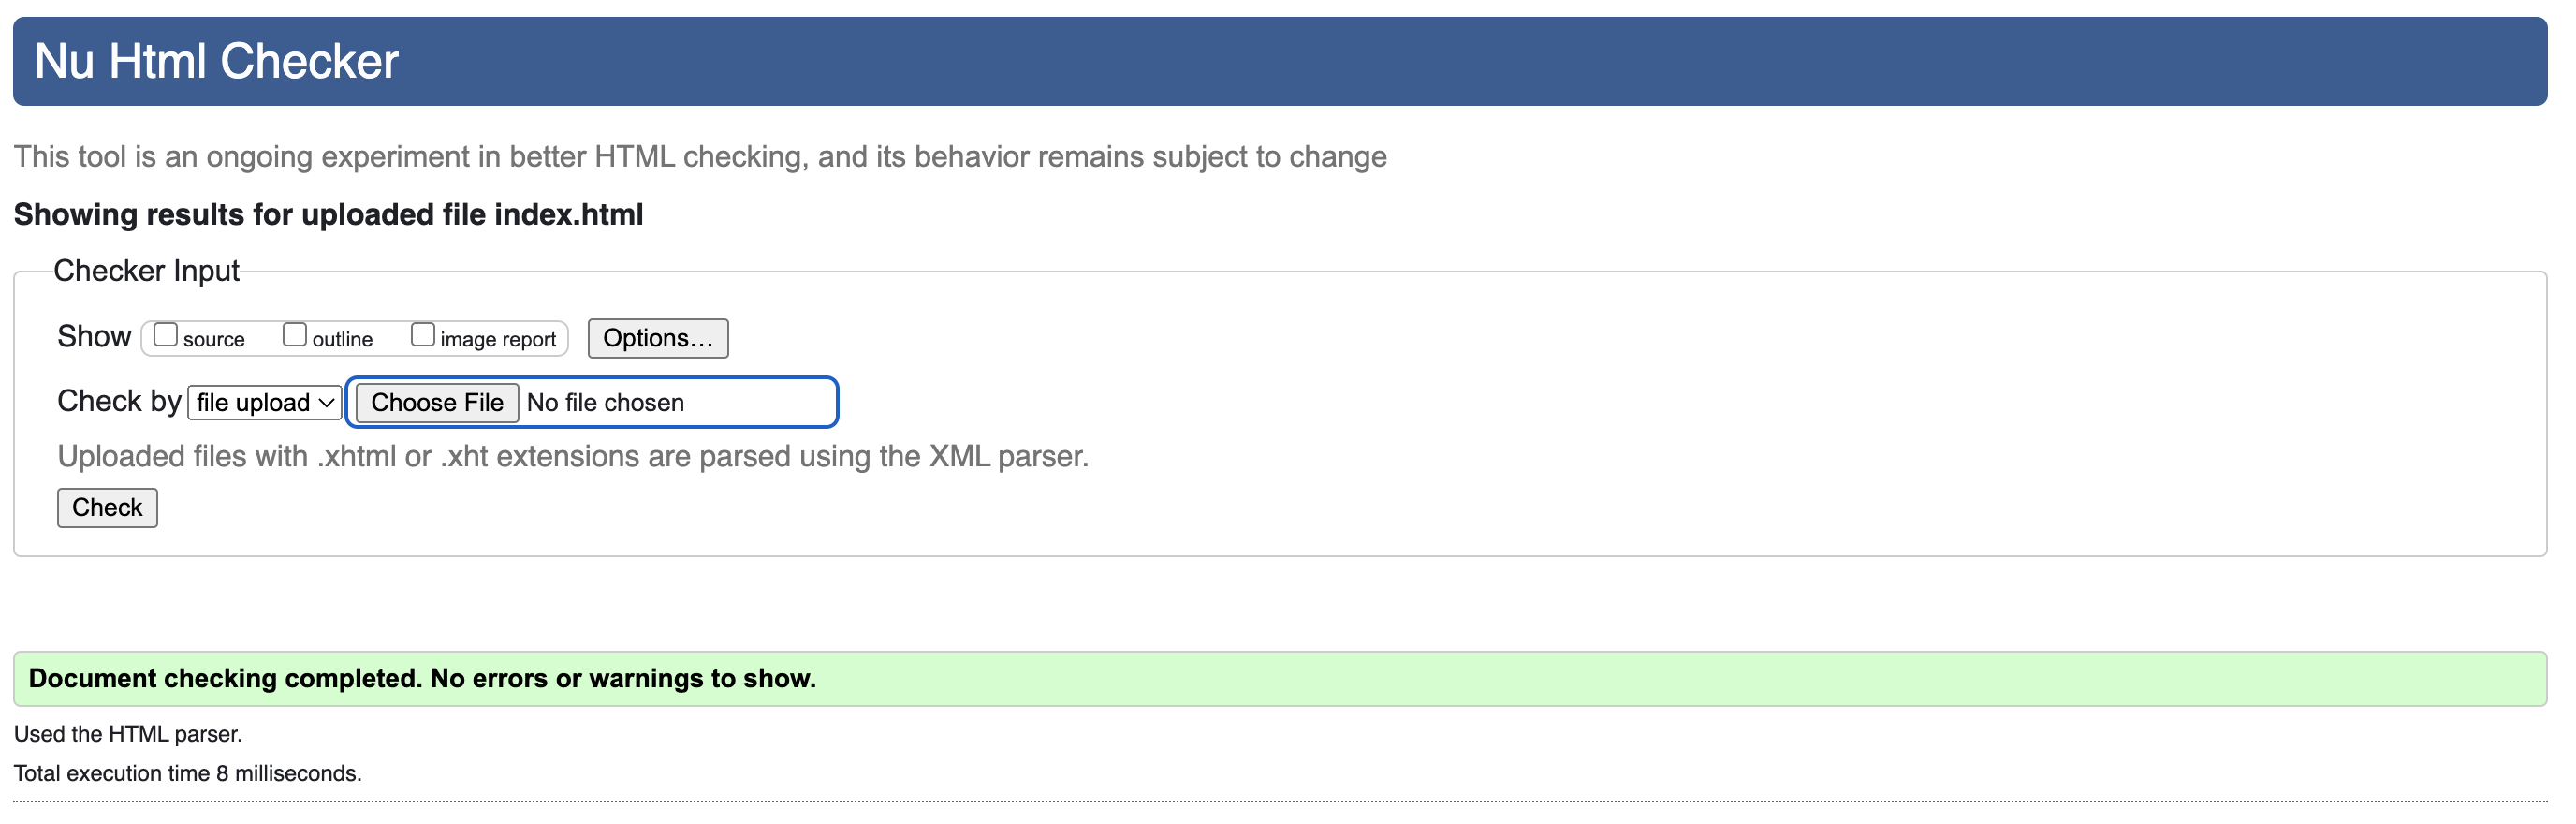 Nu Html Checker
This tool is an ongoing experiment in better HTML checking, and its behavior remains subject to change
Showing results for uploaded file index.html
Checker Input
Show source outline image report Options…
Check by file upload Choose File No file chosen
Uploaded files with .xhtml or .xht extensions are parsed using the XML parser.
Check
Document checking completed. No errors or warnings to show.
Used the HTML parser.
Total execution time 8 milliseconds.